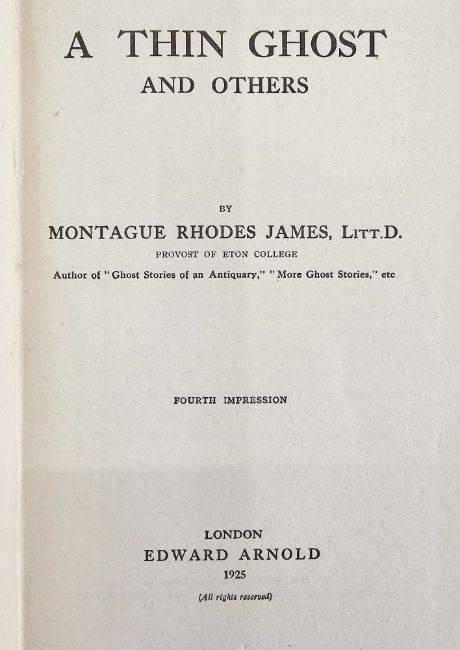 A THIN GHOST
AND OTHERS
BY
MONTAGUE RHODES JAMES, LITT.D.
PROVOST OF ETON COLLEGE
Author of "Ghost Stories of an Antiquary," "More Ghost Stories," etc
FOURTH IMPRESSION
LONDON
EDWARD ARNOLD
1925
(All rights reserved)